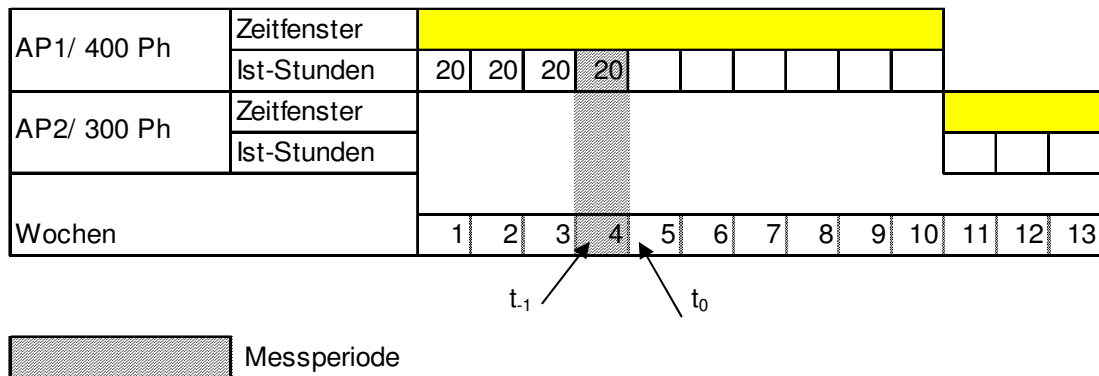 AP1/ 400 Ph
Zeitfenster
Ist-Stunden 20 20 20 20
AP2/ 300 Ph
Zeitfenster
Ist-Stunden
Wochen 1 2 3 4 5 6 7 8 9 10 11 12 13
t-1 t0
Messperiode